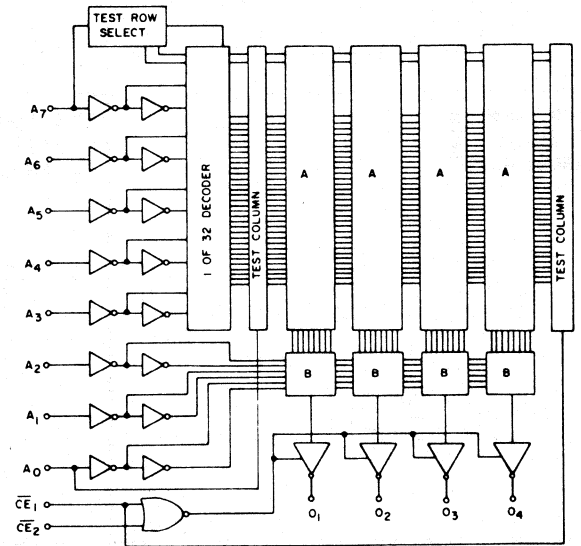 TEST ROW
SELECT
A7
A6
A5
A4
A3
A2
A1
A0
CE1
CE2
1 OF 32 DECODER
TEST COLUMN
A
A
A
A
TEST COLUMN
B
B
B
B
O1
O2
O3
O4